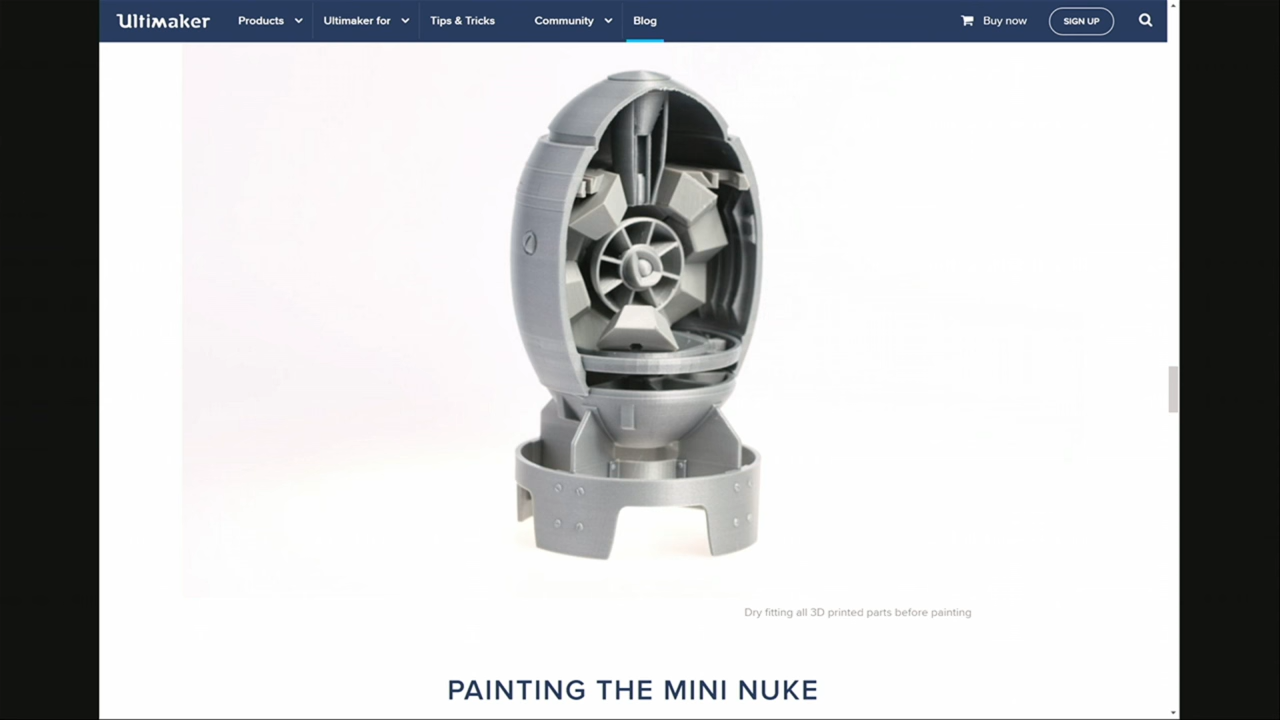 Ultimaker
Products
Ultimaker for
Tips & Tricks
Community
Blog
Buy now
SIGN UP
Dry fitting all 3D printed parts before painting
PAINTING THE MINI NUKE